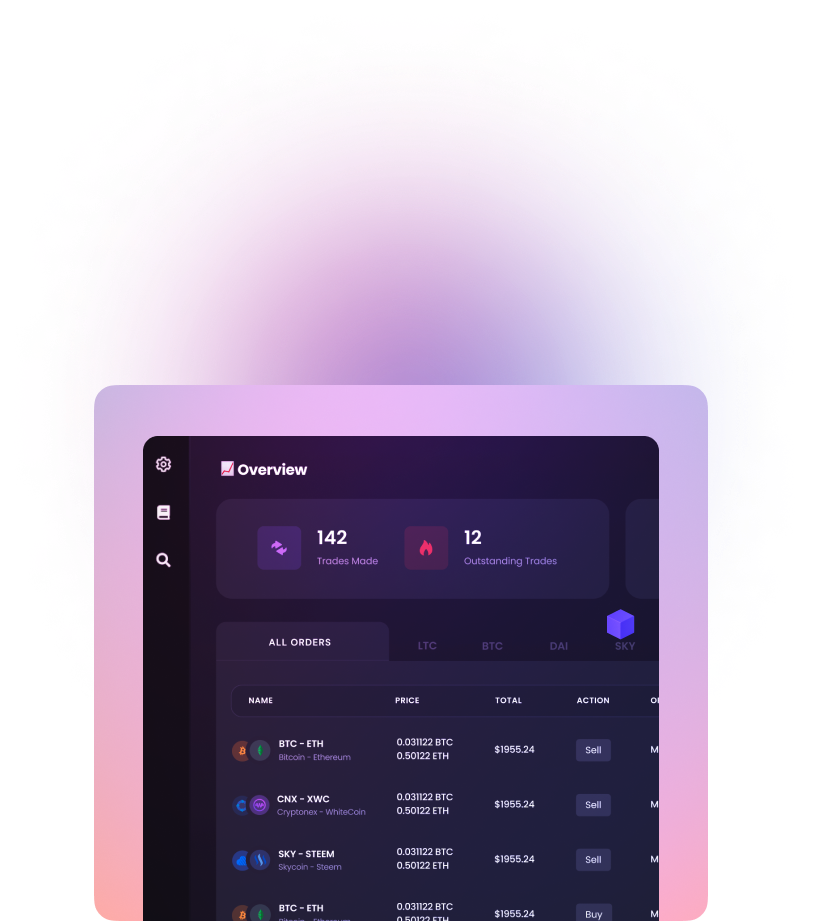 Overview
142
Trades Made
12
Outstanding Trades
ALL ORDERS
LTC
BTC
DAI
SKY
NAME
PRICE
TOTAL
ACTION
BTC - ETH
Bitcoin - Ethereum
0.031122 BTC
0.50122 ETH
$1955.24
Sell
CNX - XWC
Cryptonex - WhiteCoin
0.031122 BTC
0.50122 ETH
$1955.24
Sell
SKY - STEEM
Skycoin - Steem
0.031122 BTC
0.50122 ETH
$1955.24
Sell
BTC - ETH
Bitcoin - Ethereum
0.031122 BTC
0.50122 ETH
$1955.24
Buy